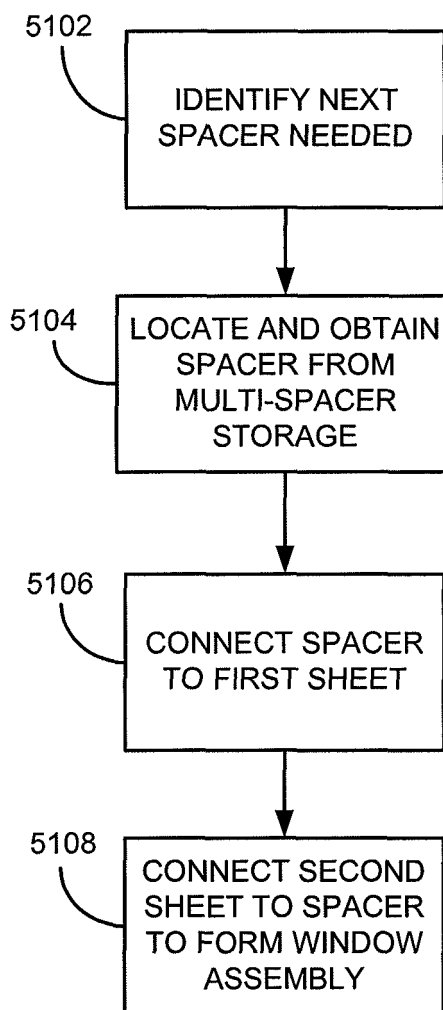 5102
IDENTIFY NEXT
SPACER NEEDED
5104
LOCATE AND OBTAIN
SPACER FROM
MULTI-SPACER
STORAGE
5106
CONNECT SPACER
TO FIRST SHEET
5108
CONNECT SECOND
SHEET TO SPACER
TO FORM WINDOW
ASSEMBLY